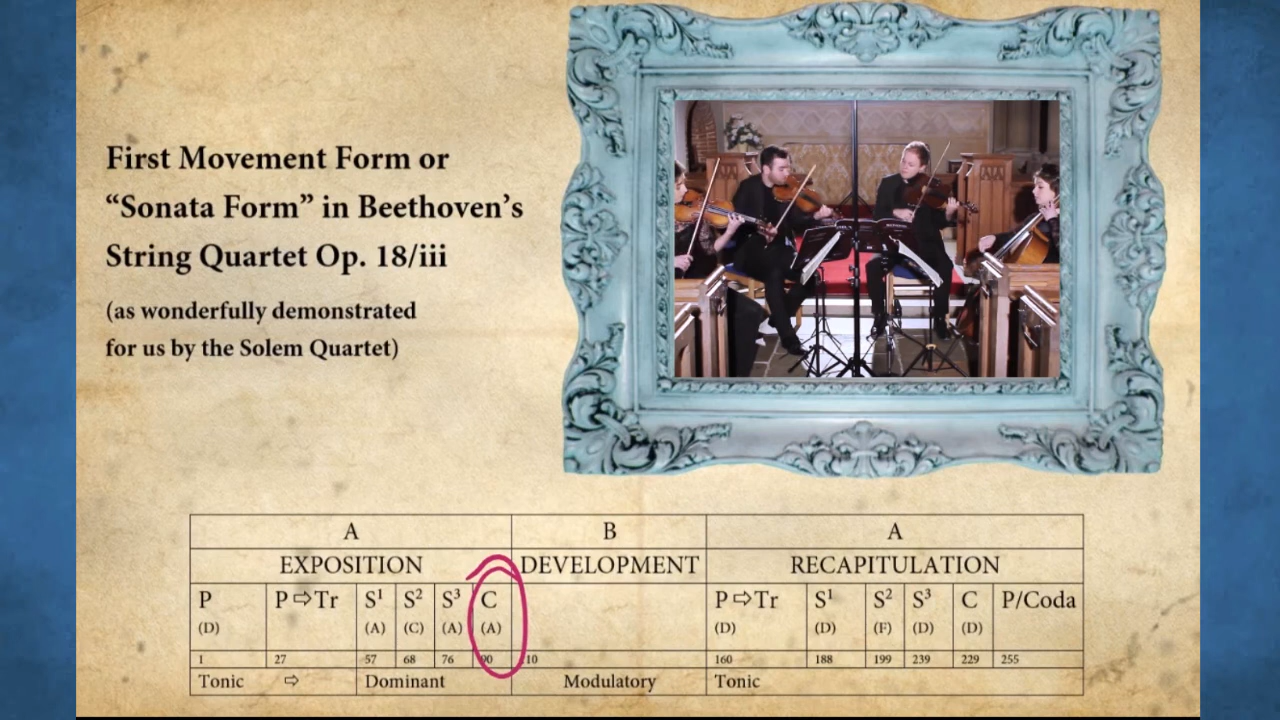 First Movement Form or
“Sonata Form” in Beethoven’s
String Quartet Op. 18/iii
(as wonderfully demonstrated
for us by the Solem Quartet)
A B A
EXPOSITION DEVELOPMENT RECAPITULATION
P P⇨Tr S¹ S² S³ C P⇨Tr S¹ S² S³ C P/Coda
(D) (A) (C) (A) (A) (D) (D) (F) (D) (D)
1 27 57 68 76 90 10 160 188 199 239 229 255
Tonic ⇨ Dominant Modulatory Tonic